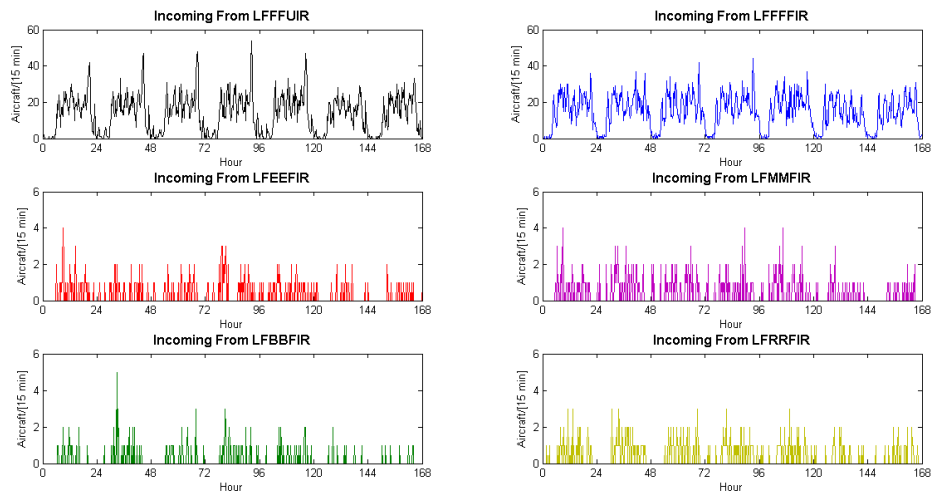 Incoming From LFFFUIR
Aircraft/[15 min]
60
40
20
0
0 24 48 72 96 120 144 168
Hour
Incoming From LFFFFIR
Aircraft/[15 min]
60
40
20
0
0 24 48 72 96 120 144 168
Hour
Incoming From LFEEFIR
Aircraft/[15 min]
6
4
2
0
0 24 48 72 96 120 144 168
Hour
Incoming From LFMMFIR
Aircraft/[15 min]
6
4
2
0
0 24 48 72 96 120 144 168
Hour
Incoming From LFBBFIR
Aircraft/[15 min]
6
4
2
0
0 24 48 72 96 120 144 168
Hour
Incoming From LFRRFIR
Aircraft/[15 min]
6
4
2
0
0 24 48 72 96 120 144 168
Hour